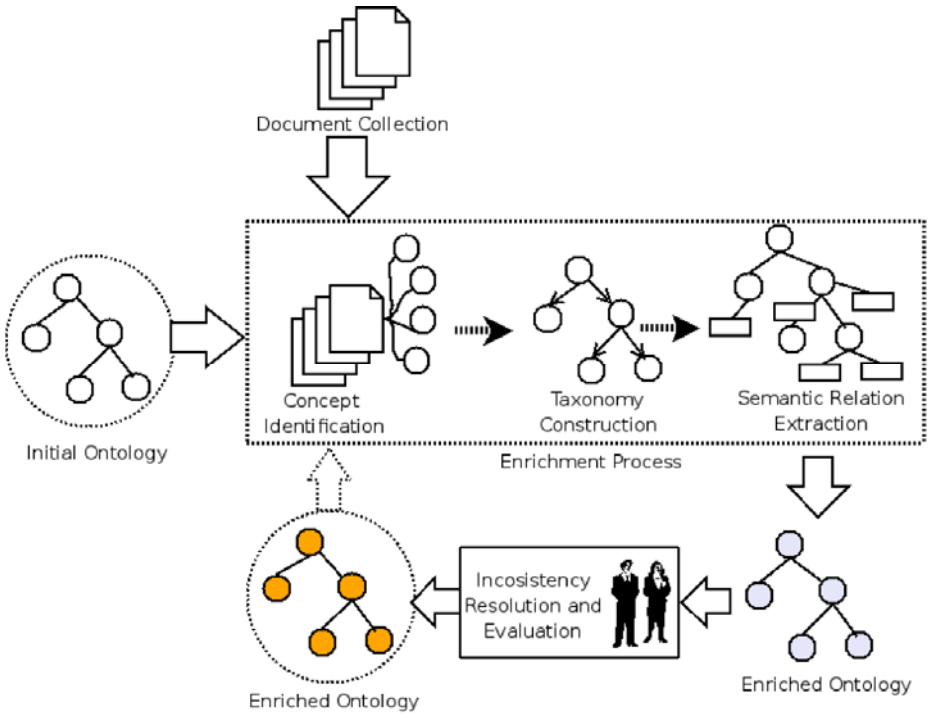 Document Collection
Initial Ontology
Concept
Identification
Taxonomy
Construction
Semantic Relation
Extraction
Enrichment Process
Incosistency
Resolution and
Evaluation
Enriched Ontology
Enriched Ontology